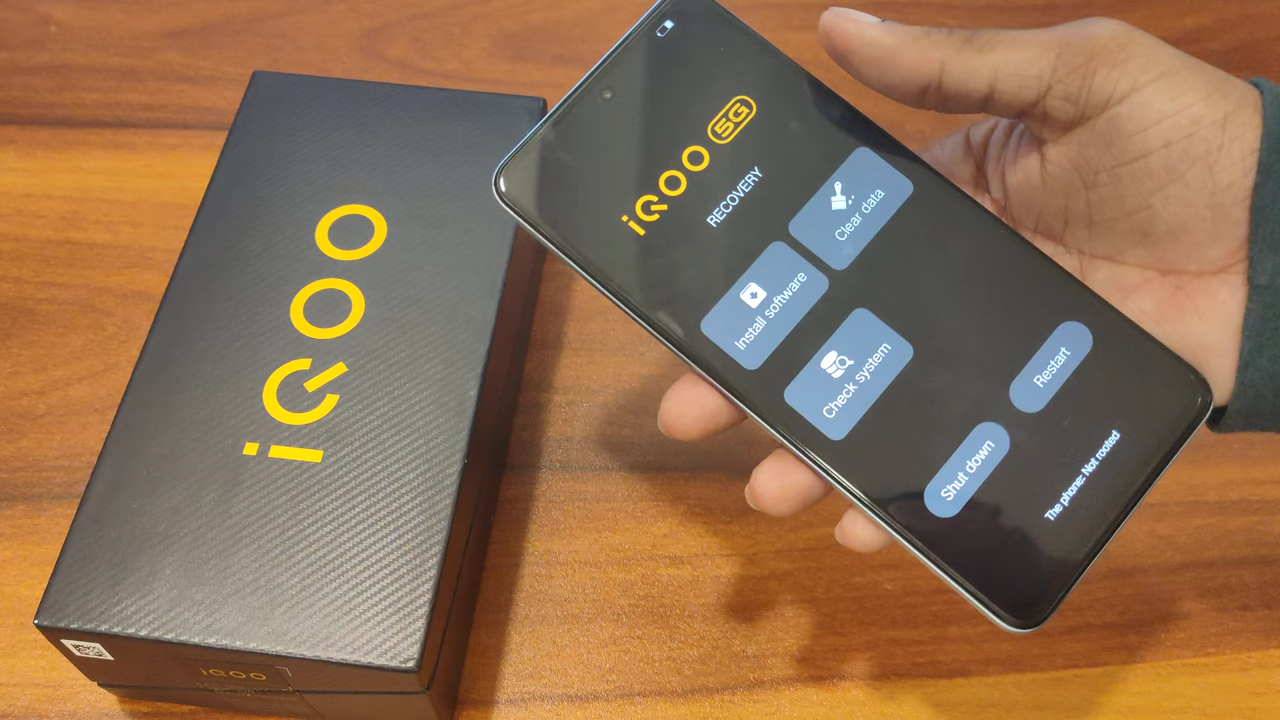 iQOO
iQOO
iQOO 5G
RECOVERY
Install software
Clear data
Check system
Shut down
Restart
The phone: Not rooted